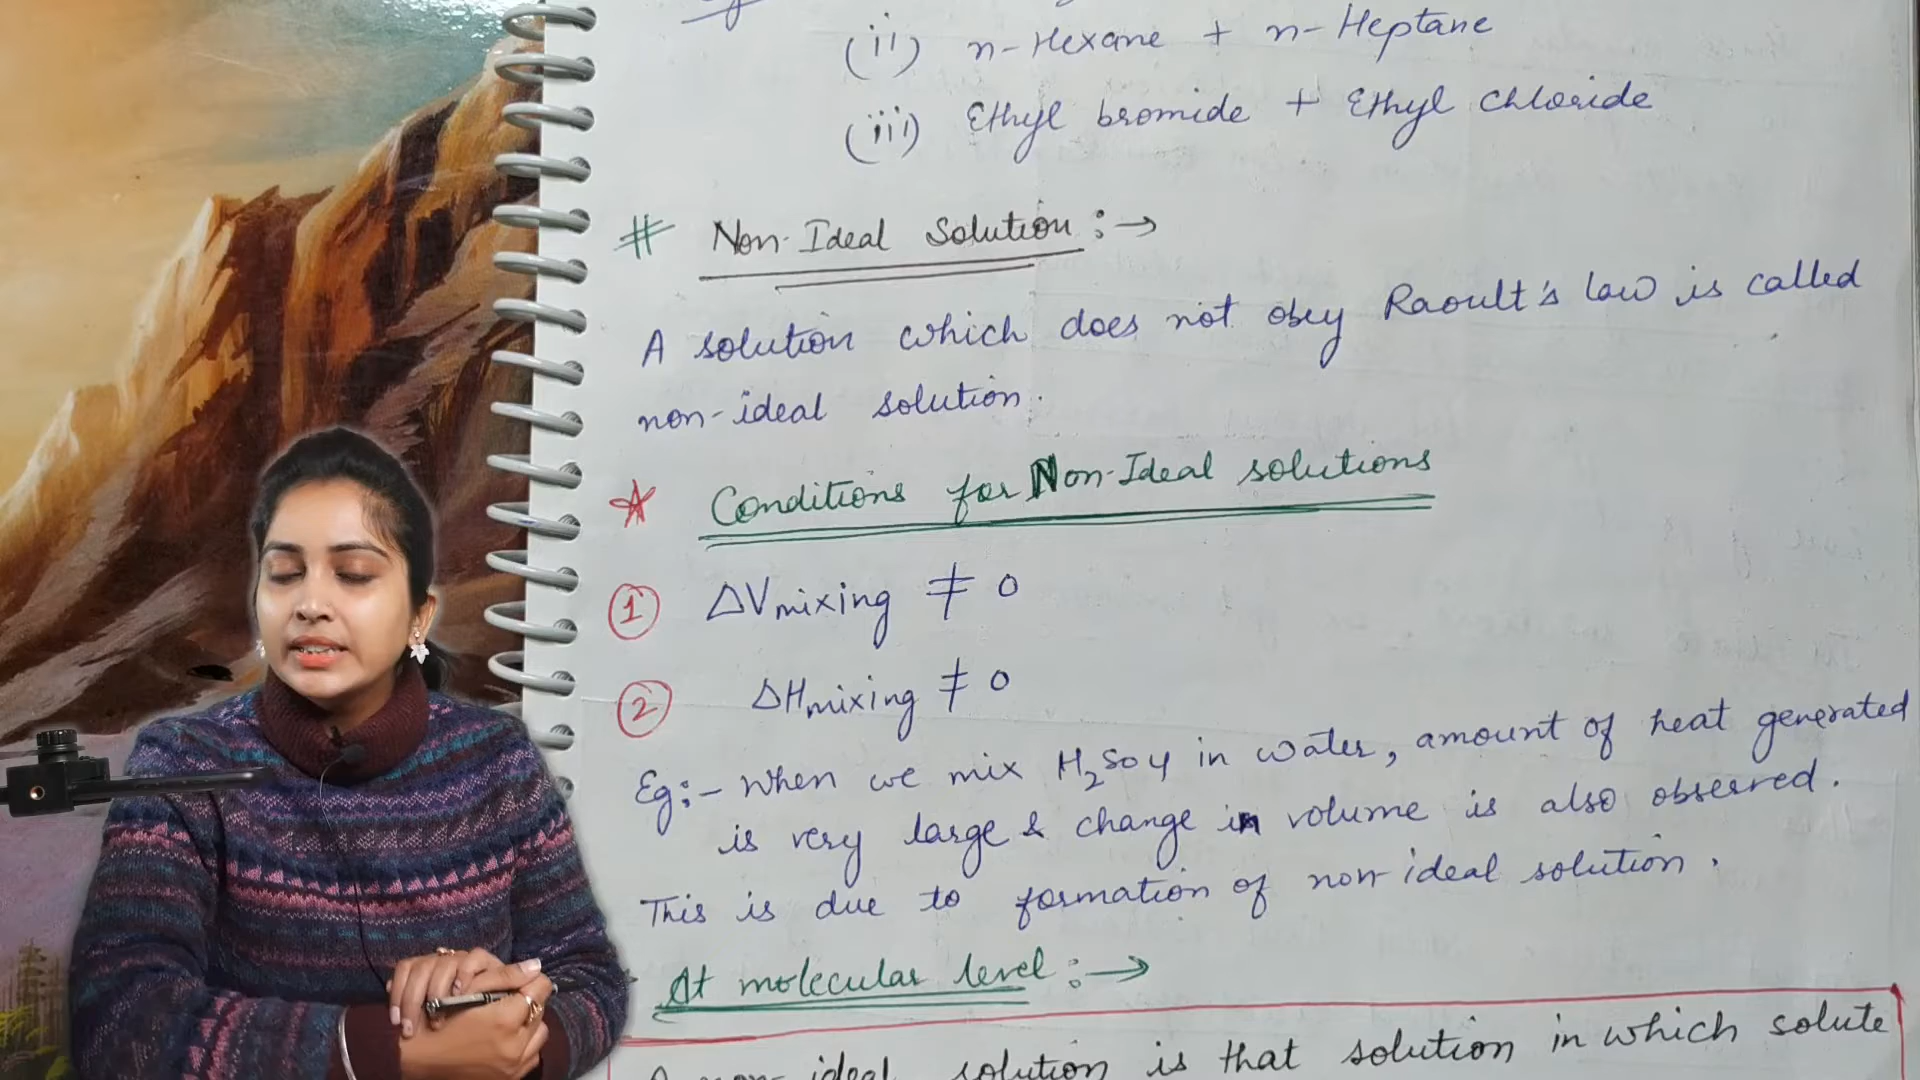 (ii) n-Hexane + n-Heptane
(iii) Ethyl bromide + Ethyl chloride
# Non-Ideal Solution :→
A solution which does not obey Raoult's law is called
non-ideal solution.
☆ Conditions for Non-Ideal solutions
① ΔVmixing ≠ 0
② ΔHmixing ≠ 0
Eg:- When we mix H₂SO4 in water, amount of heat generated
is very large & change in volume is also observed.
This is due to formation of non ideal solution.
At molecular level :→
A non-ideal solution is that solution in which solute